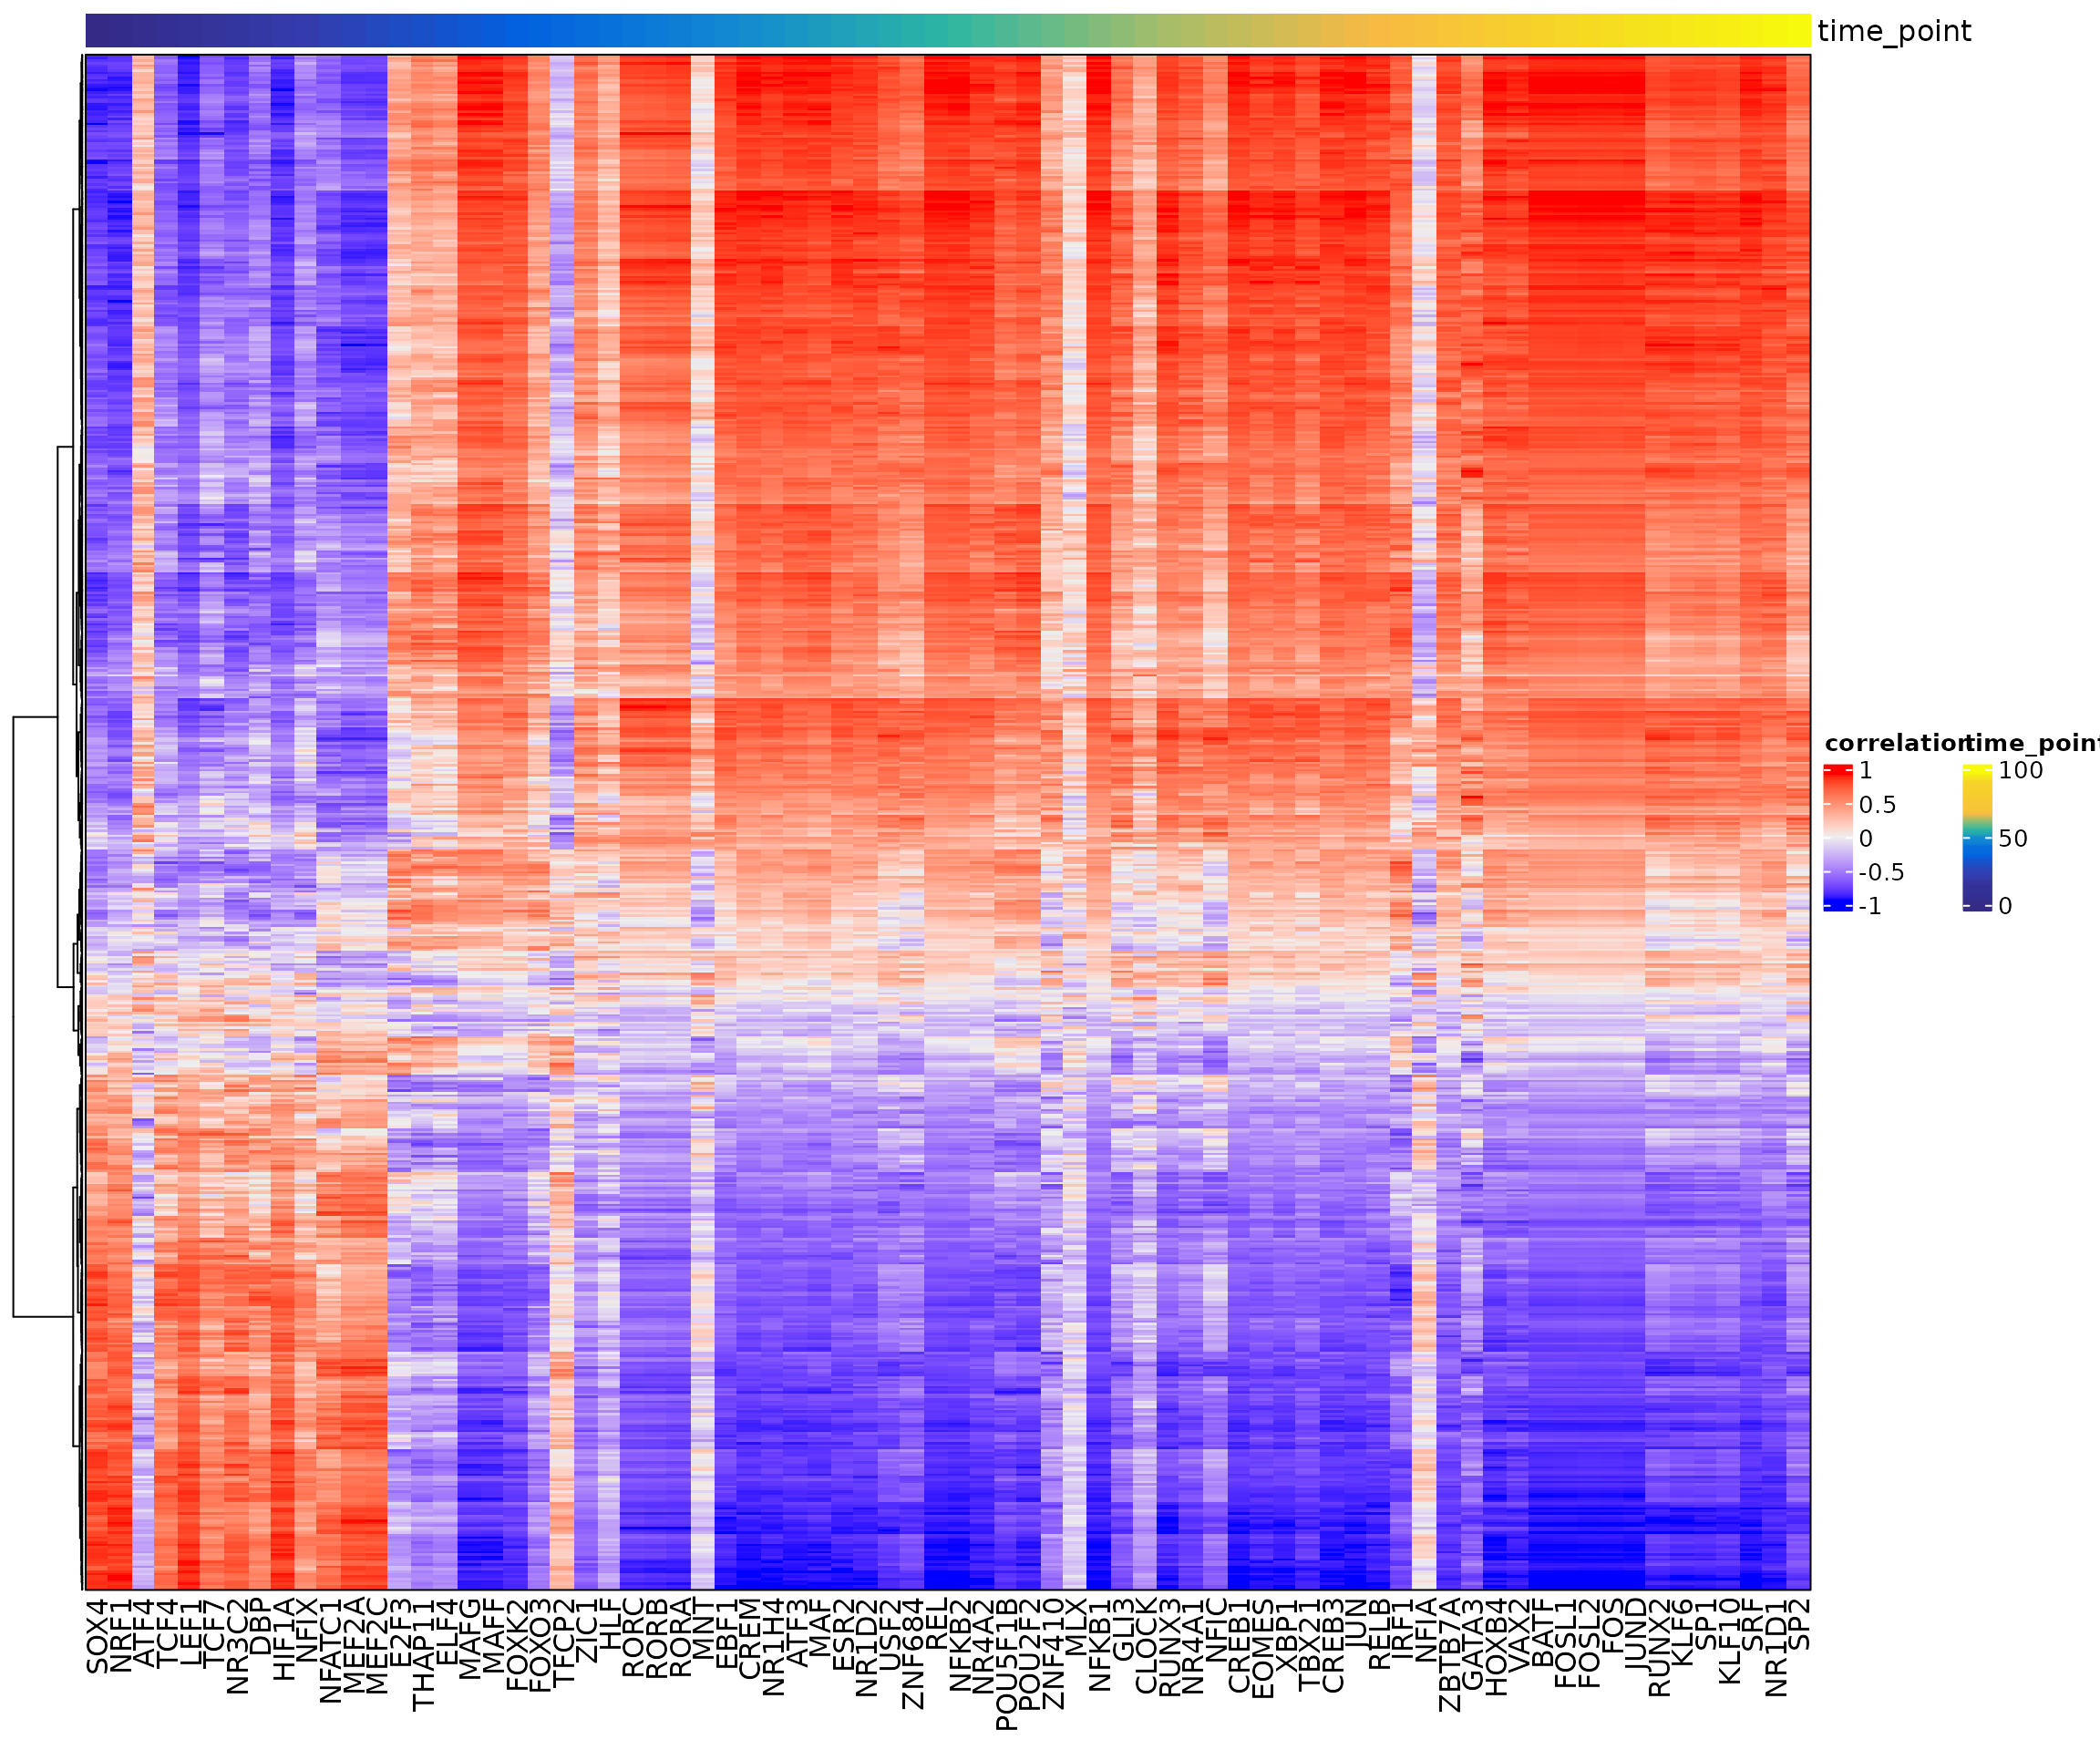 time_point
correlation
time_point
1
0.5
0
-0.5
-1
100
50
0
SOX4
NRF1
ATF4
TCF4
LEF1
TCF7
NR3C2
DBP
HIF1A
NFIX
NFATC1
MEF2A
MEF2C
E2F3
THAP11
ELF4
MAFG
MAFF
FOXK2
FOXO3
TFCP2
ZIC1
HLF
RORC
RORB
RORA
MNT
EBF1
CREM
NR1H4
ATF3
MAF
ESR2
NR1D2
USF2
ZNF684
REL
NFKB2
NR4A2
POU5F1B
POU2F2
ZNF410
MLX
NFKB1
GLI3
CLOCK
RUNX3
NR4A1
NFIC
CREB1
EOMES
XBP1
TBX21
CREB3
JUN
RELB
IRF1
NFIA
ZBTB7A
GATA3
HOXB4
VAX2
BATF
FOSL1
FOSL2
FOS
JUND
RUNX2
KLF6
SP1
KLF10
SRF
NR1D1
SP2